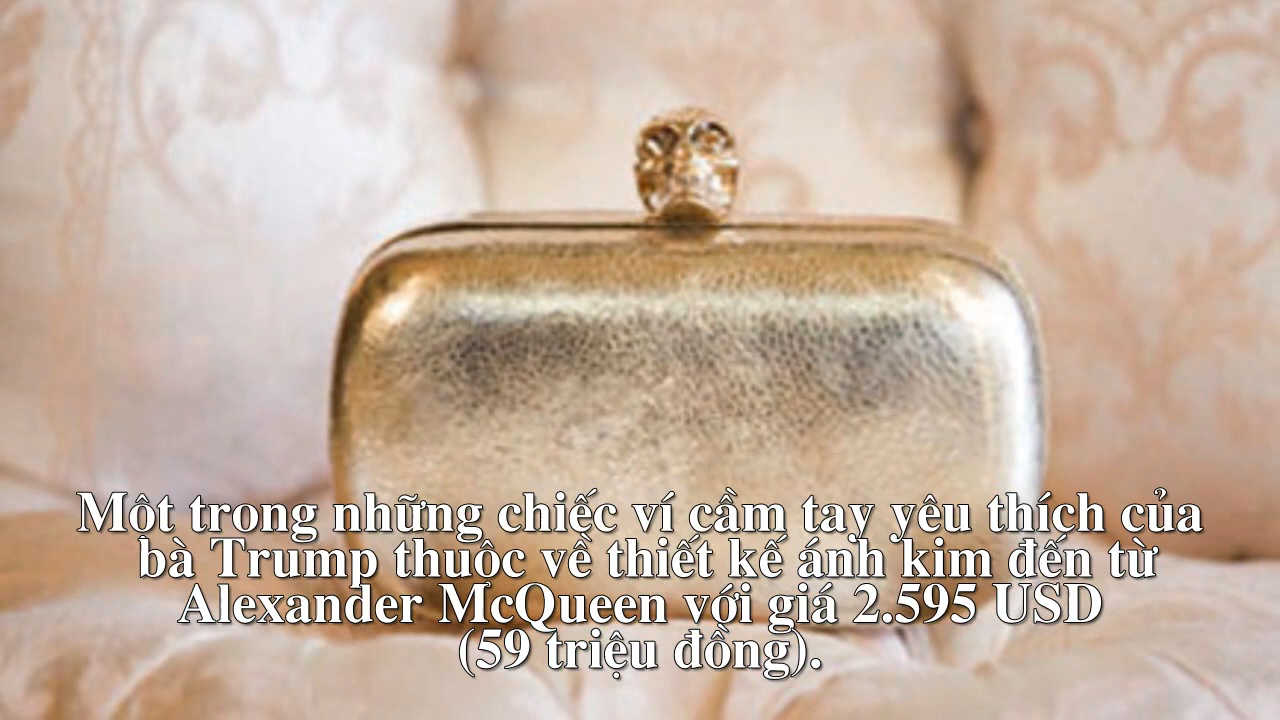 Một trong những chiếc ví cầm tay yêu thích của
bà Trump thuộc về thiết kế ánh kim đến từ
Alexander McQueen với giá 2.595 USD
(59 triệu đồng).